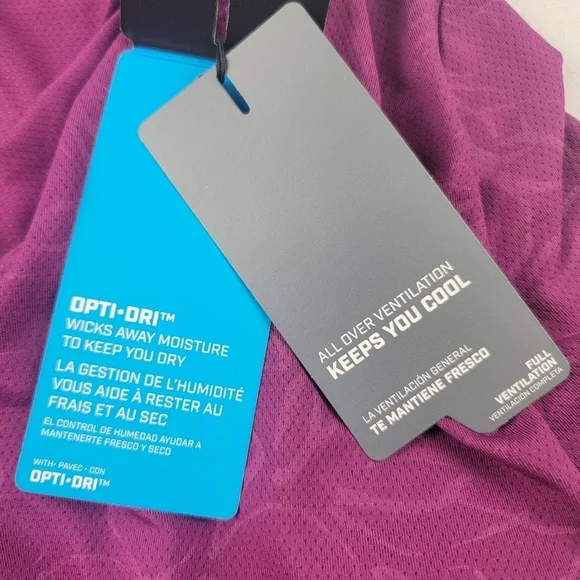 OPTI•DRI™
WICKS AWAY MOISTURE
TO KEEP YOU DRY
LA GESTION DE L'HUMIDITÉ
VOUS AIDE À RESTER AU
FRAIS ET AU SEC
EL CONTROL DE HUMEDAD AYUDAR A
MANTENERTE FRESCO Y SECO
WITH • PAVEC • CON
OPTI•DRI™
ALL OVER VENTILATION
KEEPS YOU COOL
LA VENTILACIÓN GENERAL
TE MANTIENE FRESCO
FULL
VENTILATION
VENTILACIÓN COMPLETA